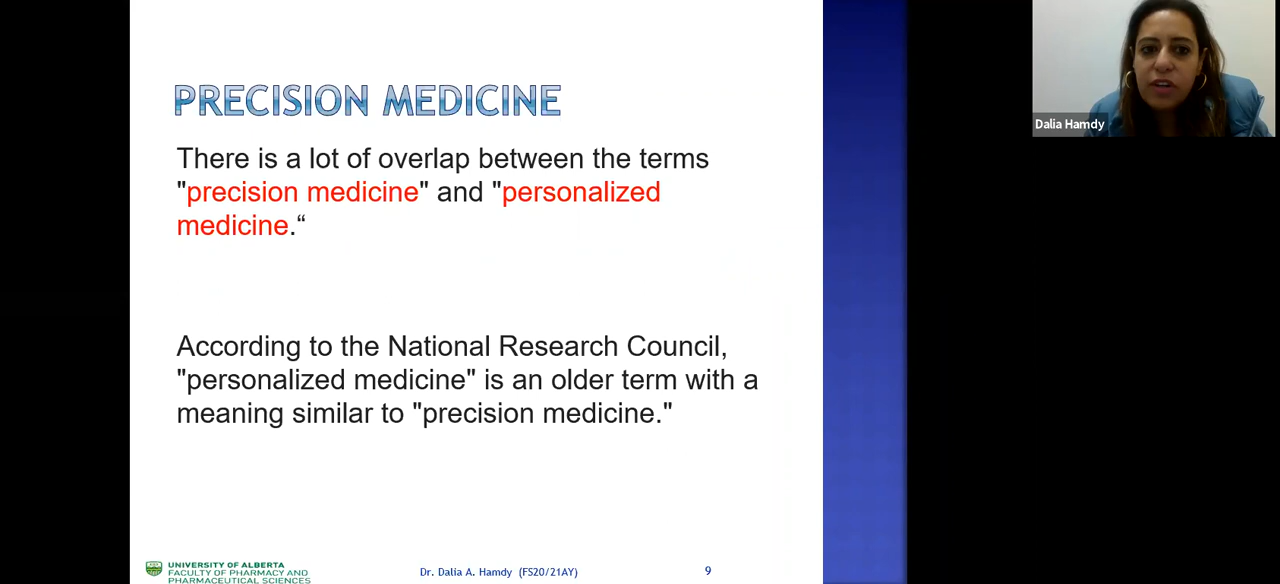 PRECISION MEDICINE
There is a lot of overlap between the terms
"precision medicine" and "personalized
medicine.“
According to the National Research Council,
"personalized medicine" is an older term with a
meaning similar to "precision medicine."
UNIVERSITY OF ALBERTA
FACULTY OF PHARMACY AND
PHARMACEUTICAL SCIENCES
Dr. Dalia A. Hamdy (FS20/21AY)
9
Dalia Hamdy